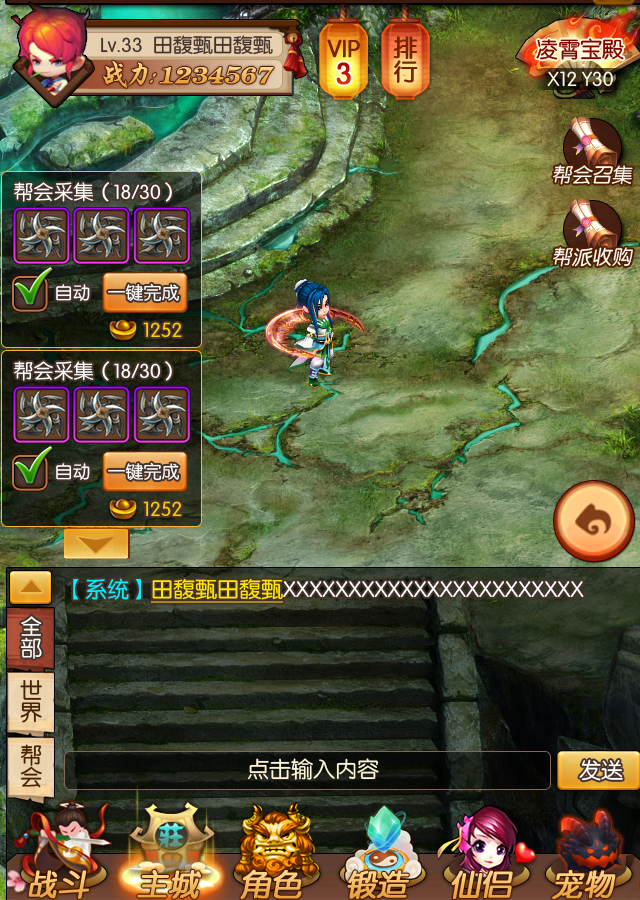 Lv.33 田馥甄田馥甄
战力:1234567
VIP
3
排行
凌霄宝殿
X12 Y30
帮会召集
帮派收购
帮会采集（18/30）
自动
一键完成
1252
帮会采集（18/30）
自动
一键完成
1252
【系统】田馥甄田馥甄XXXXXXXXXXXXXXXXXXXXXXX
全部
世界
帮会
点击输入内容
发送
莊
战斗
主城
角色
锻造
仙侣
宠物